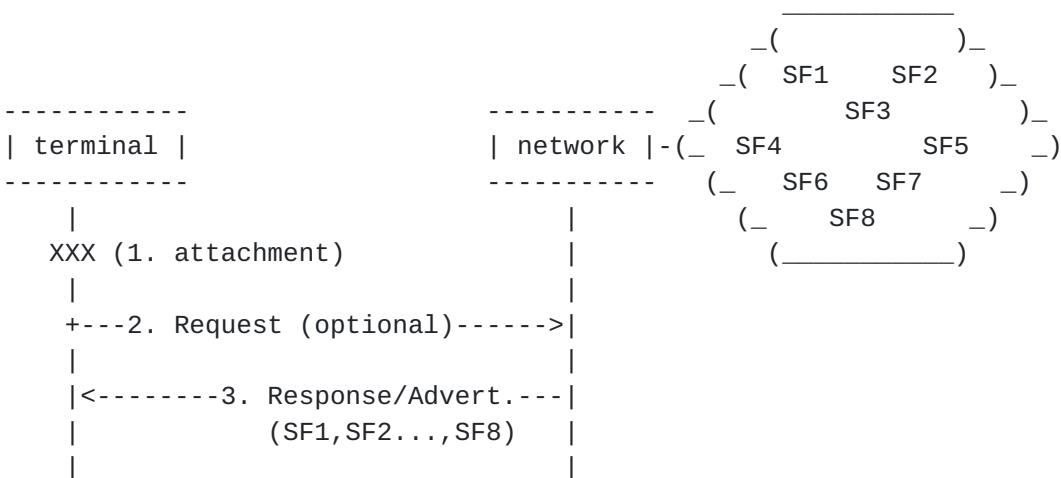 SF1 SF2
SF3
| terminal | | network |-(_ SF4 SF5 _)
SF6 SF7
SF8
XXX (1. attachment)
+---2. Request (optional)------>|
|<--------3. Response/Advert.---|
(SF1,SF2...,SF8)